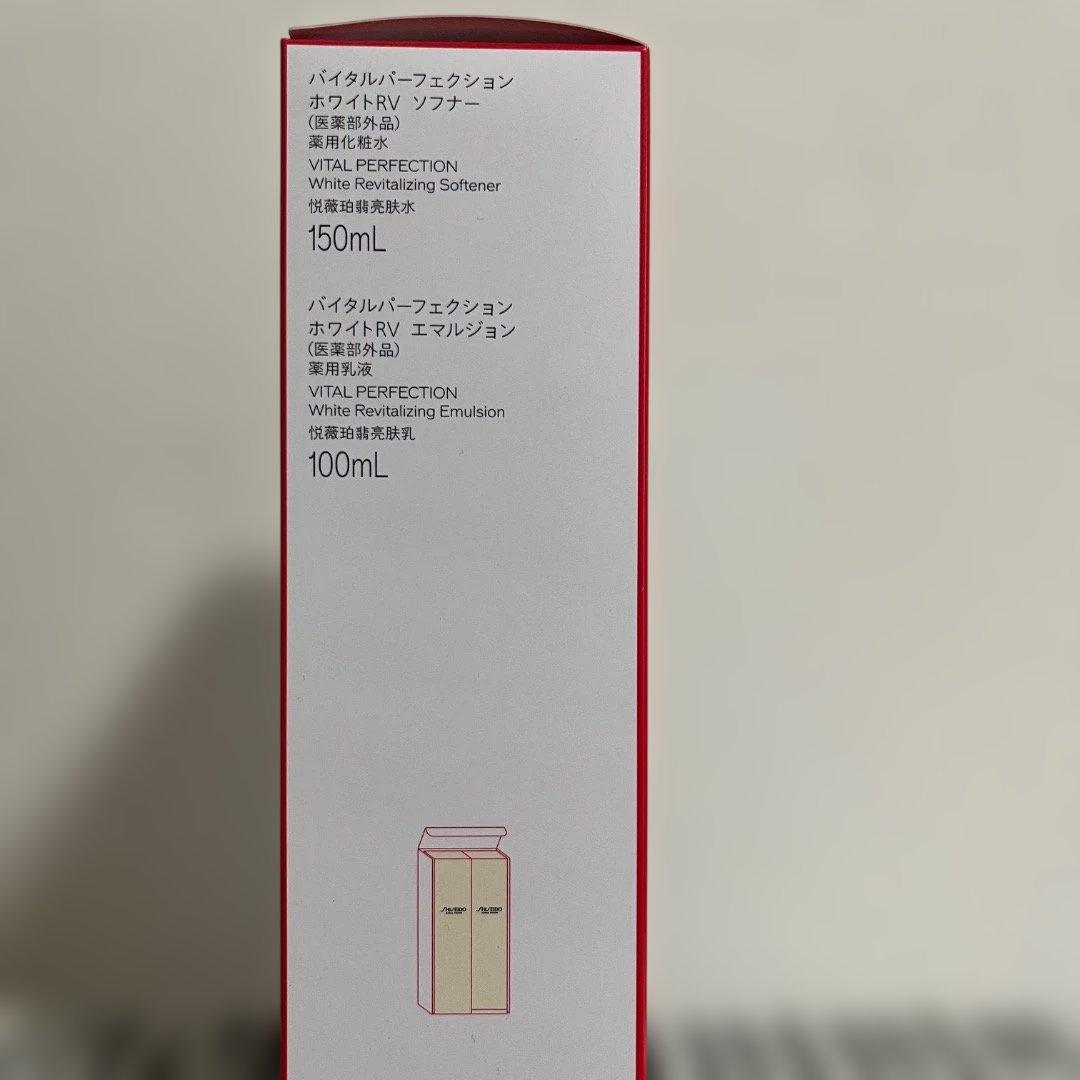 バイタルパーフェクション
ホワイトRV ソフナー
(医薬部外品)
薬用化粧水
VITAL PERFECTION
White Revitalizing Softener
悦薇珀翡亮肤水
150mL
バイタルパーフェクション
ホワイトRV エマルジョン
(医薬部外品)
薬用乳液
VITAL PERFECTION
White Revitalizing Emulsion
悦薇珀翡亮肤乳
100mL
SHISEIDO SHISEIDO